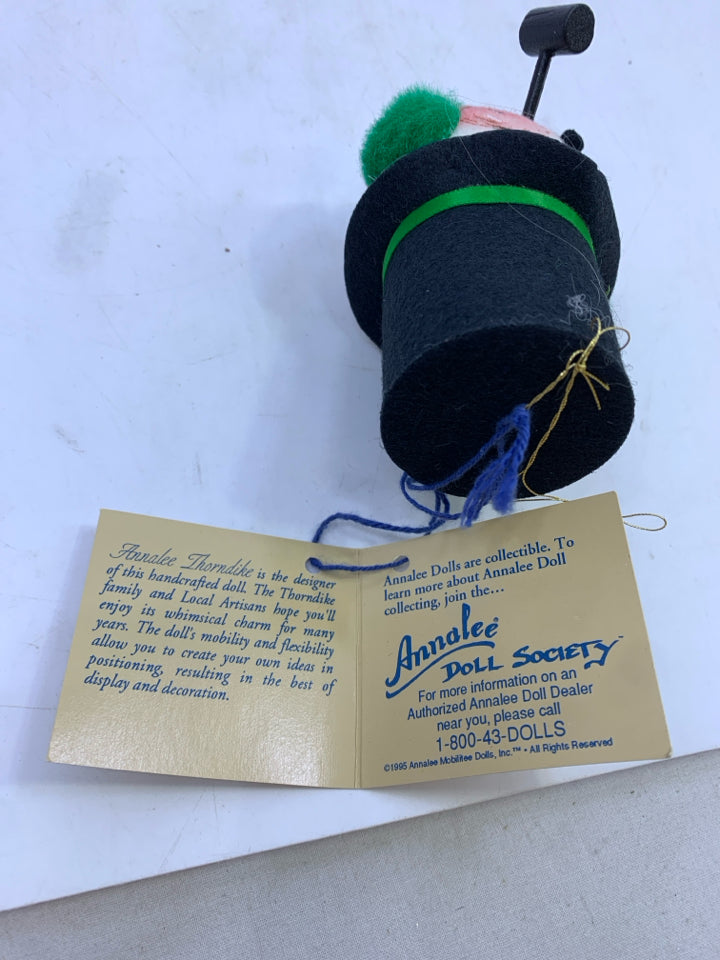 Annalee Thorndike is the designer
of this handcrafted doll. The Thorndike
family and Local Artisans hope you'll
enjoy its whimsical charm for many
years. The doll's mobility and flexibility
allow you to create your own ideas in
positioning, resulting in the best of
display and decoration.
Annalee Dolls are collectible. To
learn more about Annalee Doll
collecting, join the...
Annalee®
DOLL SOCIETY™
For more information on an
Authorized Annalee Doll Dealer
near you, please call
1-800-43-DOLLS
©1995 Annalee Mobilitee Dolls, Inc.™ • All Rights Reserved